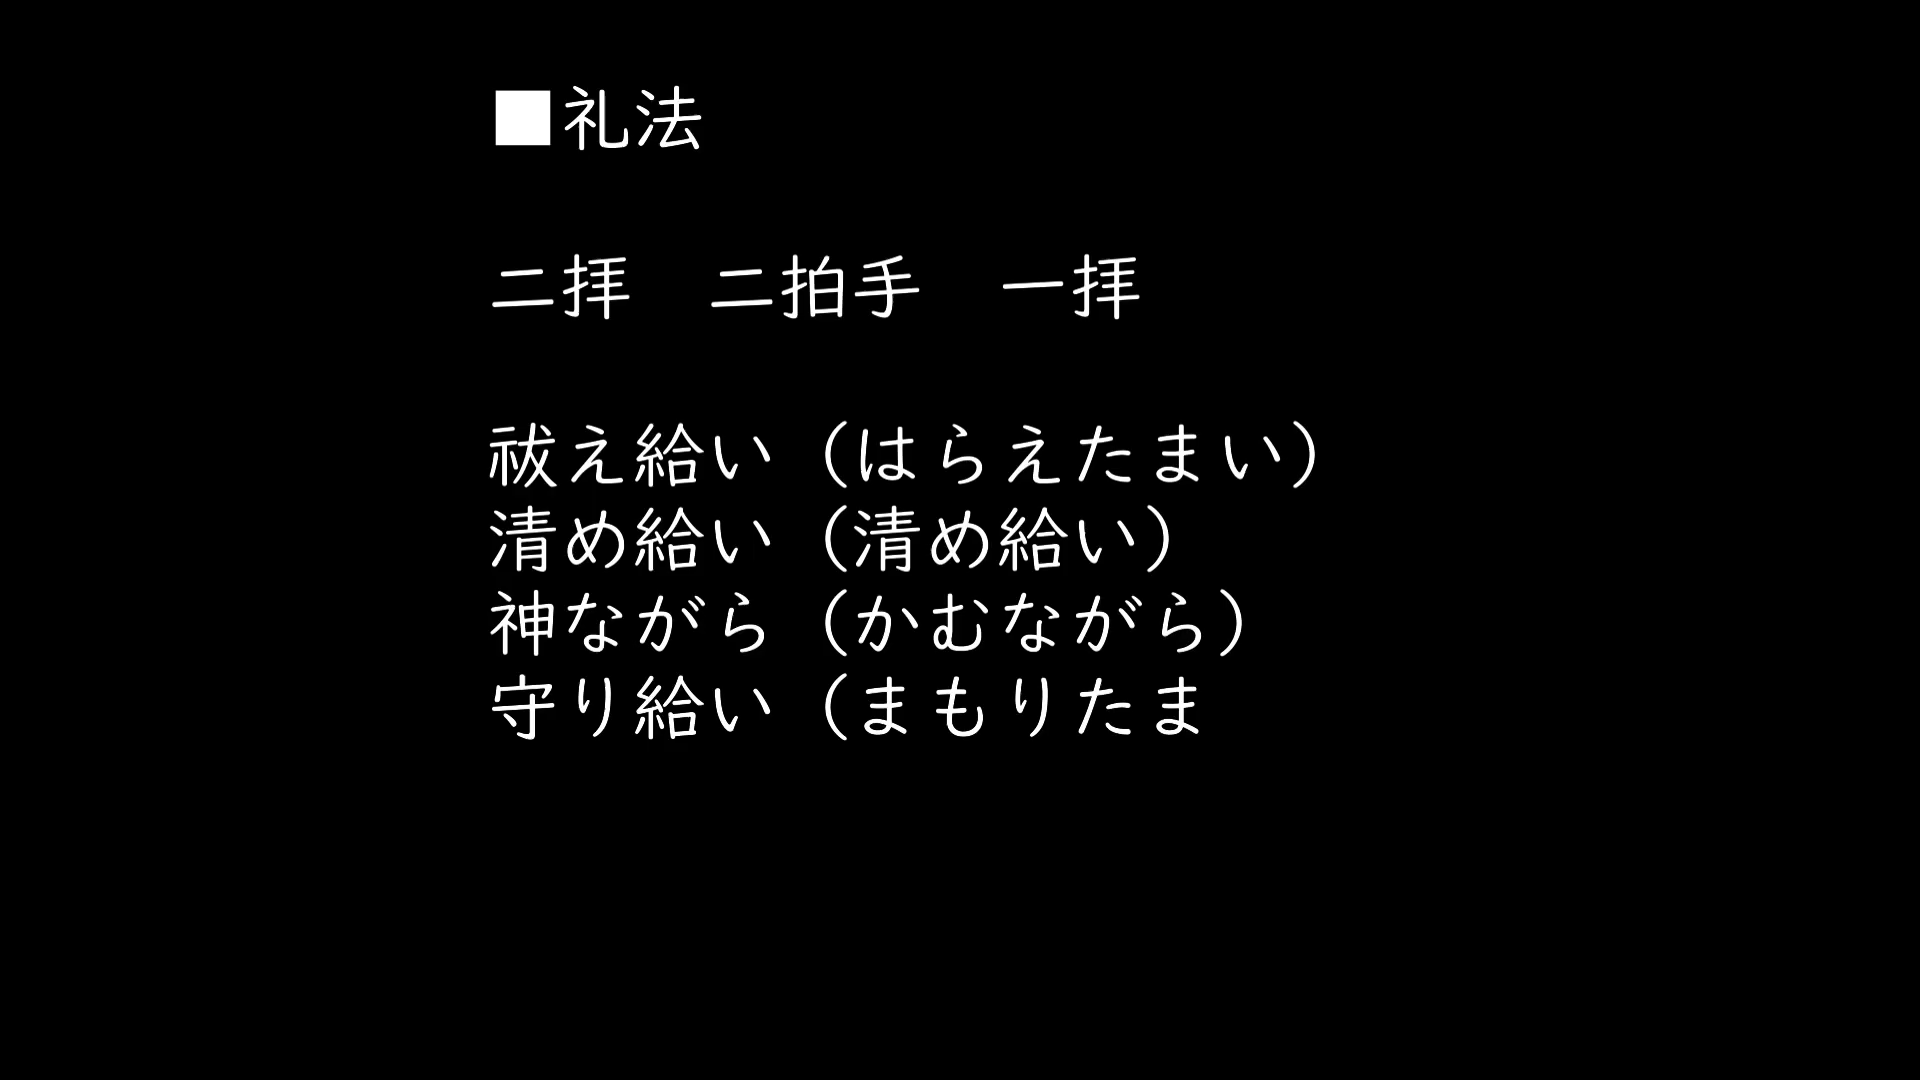 ■礼法
二拝　二拍手　一拝
祓え給い（はらえたまい）
清め給い（清め給い）
神ながら（かむながら）
守り給い（まもりたま